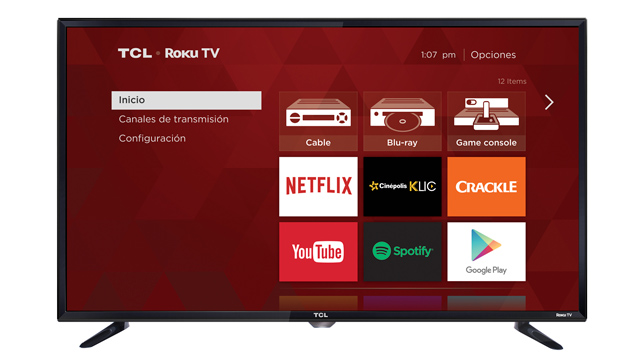 TCL • Roku TV
1:07 pm | Opciones
12 Items
Inicio
Canales de transmisión
Configuración
Cable
Blu-ray
Game console
NETFLIX
Cinépolis KLIC
CRACKLE
YouTube
Spotify
Google Play
TCL
Roku TV